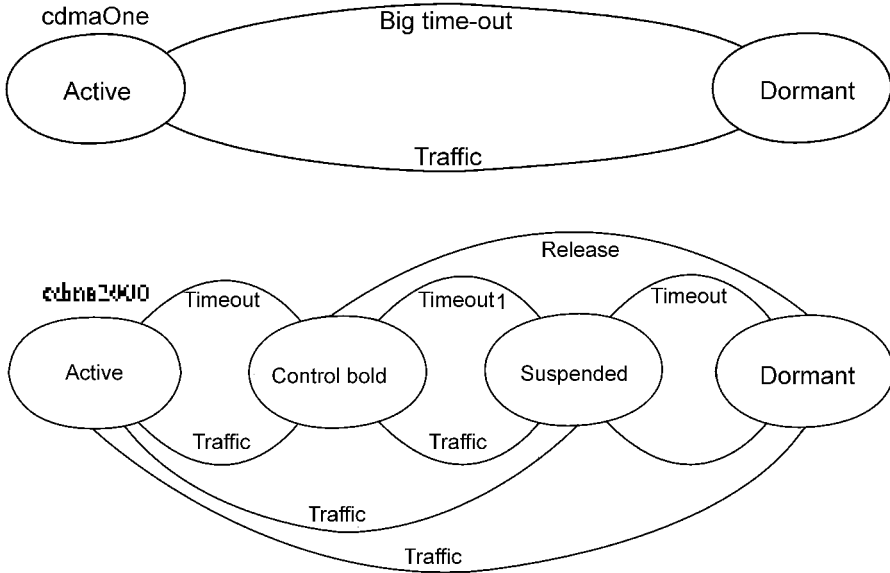 cdmaOne
Big time-out
Active
Dormant
Traffic
Release
cdma2000
Timeout
Timeout1
Timeout
Active
Control bold
Suspended
Dormant
Traffic
Traffic
Traffic
Traffic